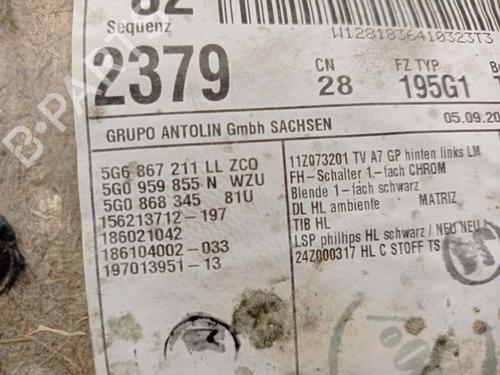 Sequenz
W1281836410323T3
2379
CN
28
FZ TYP
195G1
GRUPO ANTOLIN GmbH SACHSEN
05.09.20
5G6 867 211 LL ZCO
5G0 959 855 N WZU
5G0 868 345 81U
156213712-197
186021042
186104002-033
197013951-13
11Z073201 TV A7 GP hinten links LM
FH-Schalter 1-fach CHROM
Blende 1-fach schwarz
DL HL ambiente MATRIZ
TIB HL
LSP phillips HL schwarz / NEU NEU
24Z000317 HL C STOFF TS
B-PARTS